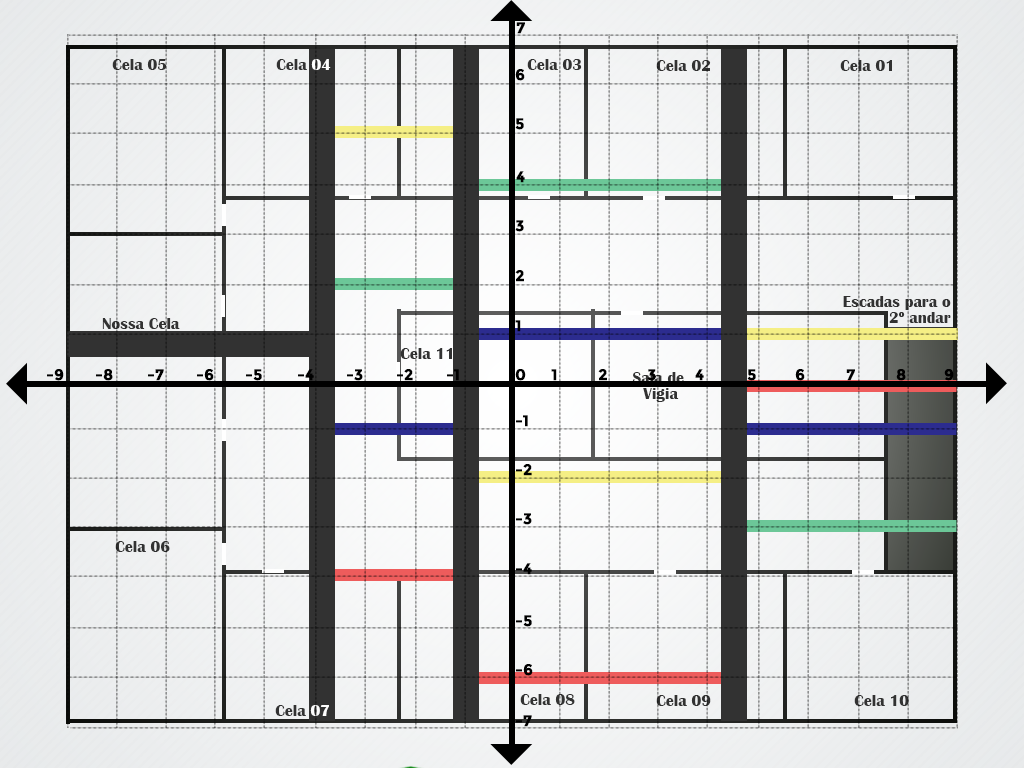 7
Cela 05
Cela 04
Cela 03
Cela 02
Cela 01
6
5
4
3
2
Escadas para o
2º andar
Nossa Cela
1
Cela 11
-9 -8 -7 -6 -5 -4 -3 -2 -1 0 1 2 3 4 5 6 7 8 9
Sala de
Vigia
-1
-2
-3
Cela 06
-4
-5
-6
Cela 08
Cela 09
Cela 10
Cela 07
-7